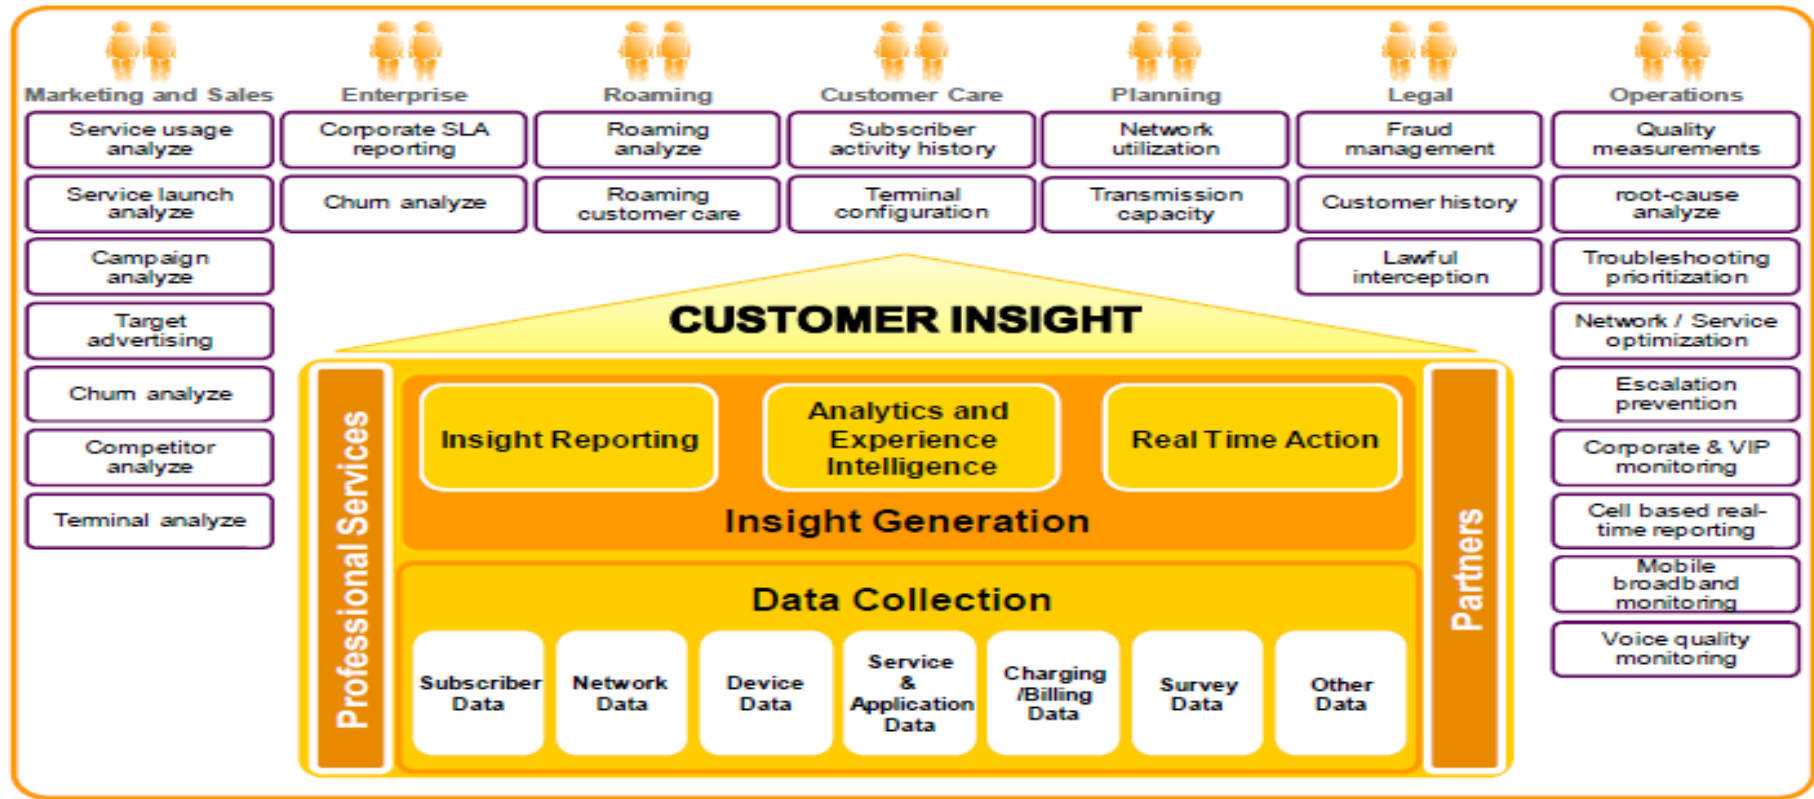 Marketing and Sales
Service usage
analyze
Service launch
analyze
Campaign
analyze
Target
advertising
Churn analyze
Competitor
analyze
Terminal analyze
Enterprise
Corporate SLA
reporting
Churn analyze
Roaming
Roaming
analyze
Roaming
customer care
Customer Care
Subscriber
activity history
Terminal
configuration
Planning
Network
utilization
Transmission
capacity
Legal
Fraud
management
Customer history
Lawful
interception
Operations
Quality
measurements
root-cause
analyze
Troubleshooting
prioritization
Network / Service
optimization
Escalation
prevention
Corporate & VIP
monitoring
Cell based real-
time reporting
Mobile
broadband
monitoring
Voice quality
monitoring
CUSTOMER INSIGHT
Professional Services
Insight Reporting
Analytics and
Experience
Intelligence
Real Time Action
Insight Generation
Data Collection
Subscriber
Data
Network
Data
Device
Data
Service
&
Application
Data
Charging
/Billing
Data
Survey
Data
Other
Data
Partners